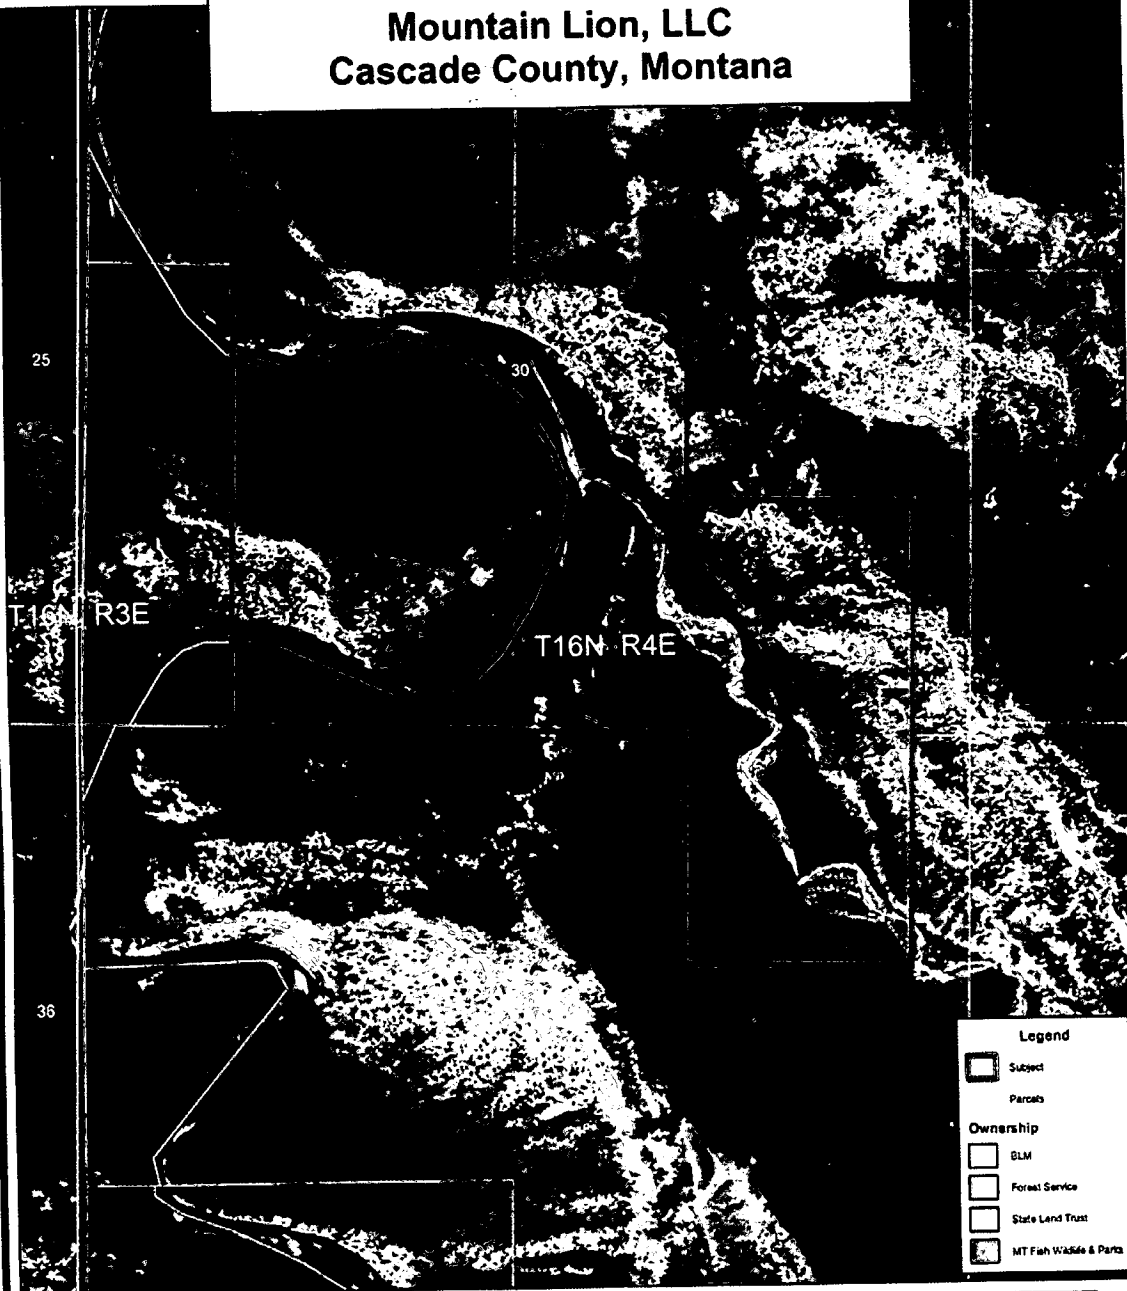 Mountain Lion, LLC
Cascade County, Montana
25
30
T16N R3E
T16N R4E
36
Legend
Subject
Parcels
Ownership
BLM
Forest Service
State Land Trust
MT Fish Wildlife & Parks